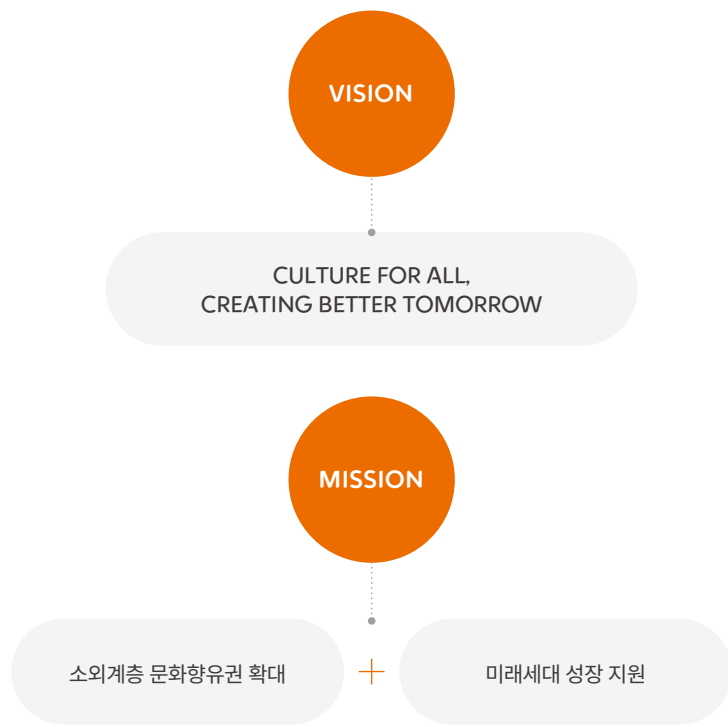 VISION
CULTURE FOR ALL,
CREATING BETTER TOMORROW
MISSION
소외계층 문화향유권 확대
미래세대 성장 지원